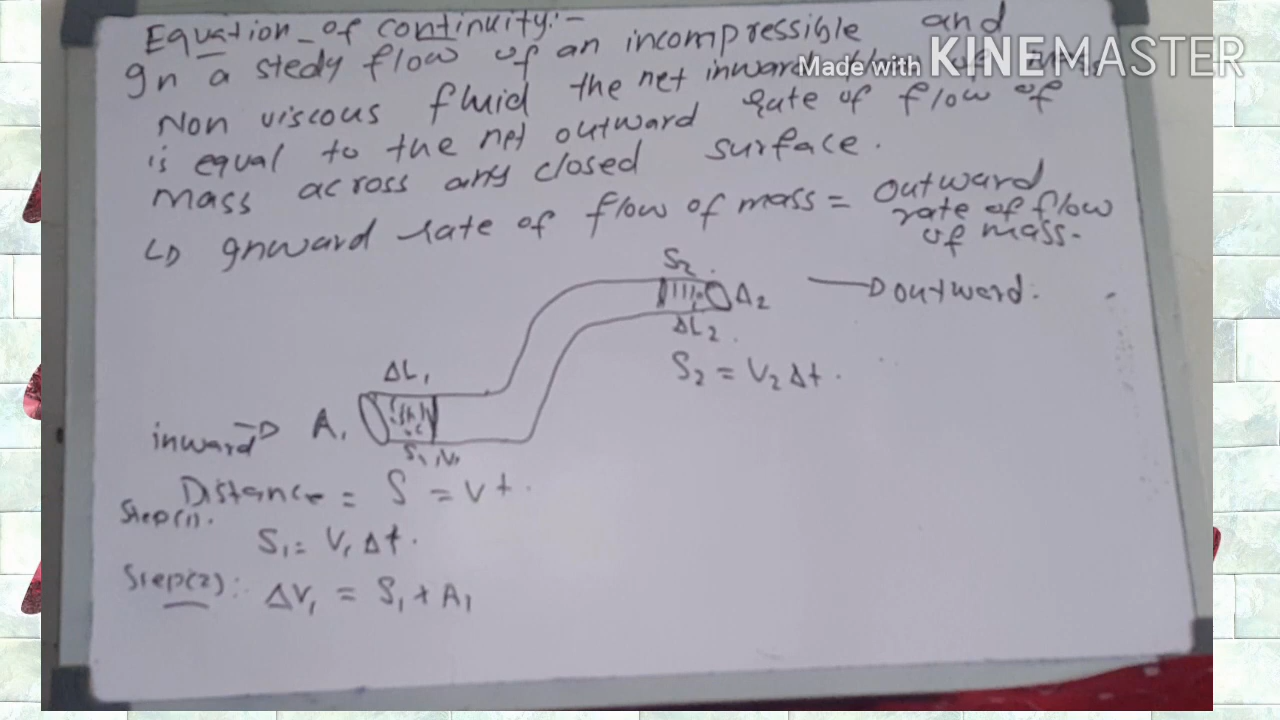 Equation of continuity:-
In a stedy flow of an incompressible and
Made with KINEMASTER
Non viscous fluid the net inward
is equal to the net outward rate of flow of
mass across any closed surface.
↳ Inward rate of flow of mass = outward
rate of flow
of mass.
S2
A2 → outward.
ΔL2
S2 = V2 Δt.
ΔL1
inward → A1
S1, V1
Distance = S = vt.
Step(1).
S1 = V1 Δt.
Step(2):- ΔV1 = S1 × A1